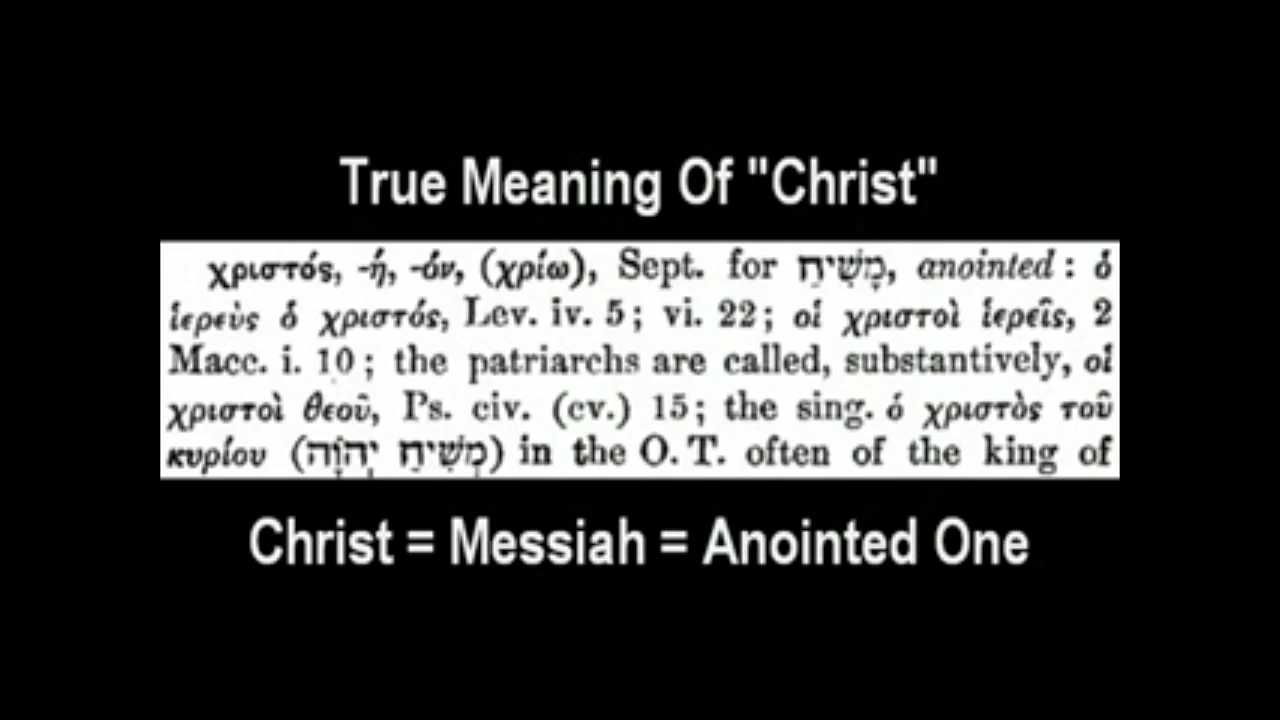 True Meaning Of "Christ"
χριστός, -ή, -όν, (χρίω), Sept. for מָשִׁיחַ, anointed : ὁ
ἱερεὺς ὁ χριστός, Lev. iv. 5; vi. 22; οἱ χριστοὶ ἱερεῖς, 2
Macc. i. 10; the patriarchs are called, substantively, οἱ
χριστοὶ θεοῦ, Ps. civ. (cv.) 15; the sing. ὁ χριστὸς τοῦ
κυρίου (מְשִׁיחַ יְהוָֹה) in the O. T. often of the king of
Christ = Messiah = Anointed One